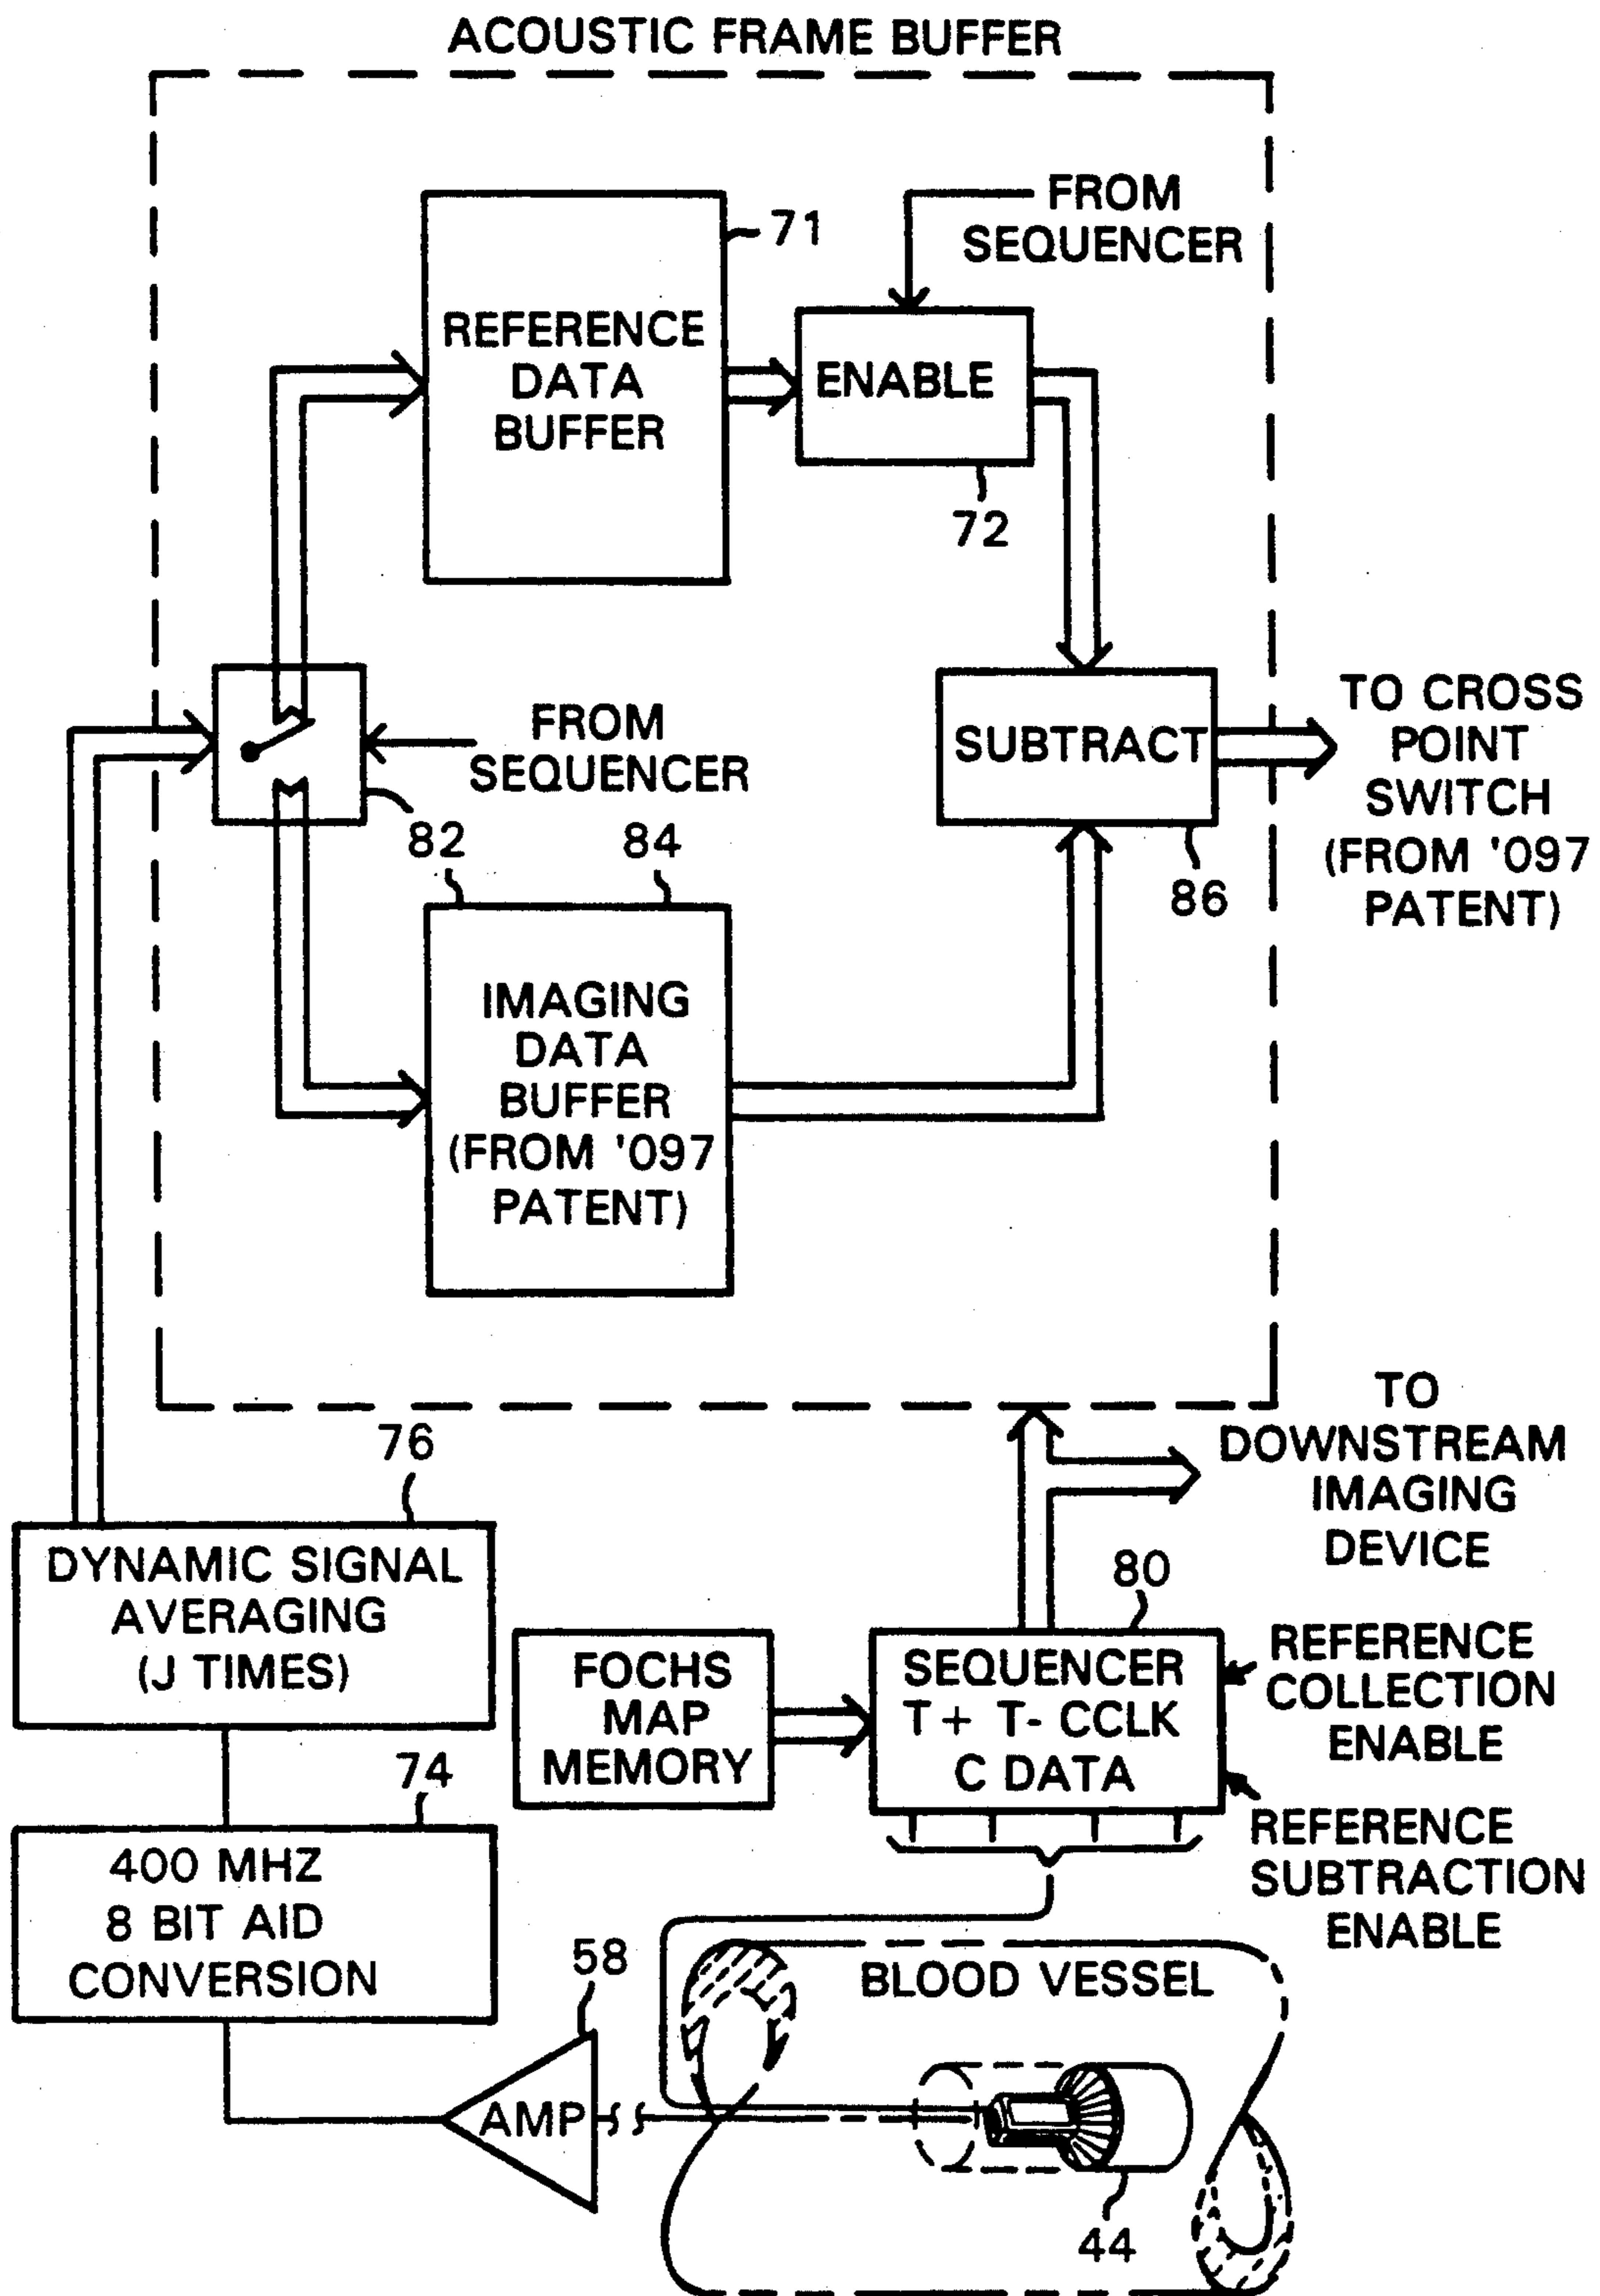 ACOUSTIC FRAME BUFFER
71
FROM
SEQUENCER
REFERENCE
DATA
BUFFER
ENABLE
72
FROM
SEQUENCER
82
84
SUBTRACT
86
TO CROSS
POINT
SWITCH
(FROM '097
PATENT)
IMAGING
DATA
BUFFER
(FROM '097
PATENT)
TO
DOWNSTREAM
IMAGING
DEVICE
76
DYNAMIC SIGNAL
AVERAGING
(J TIMES)
80
FOCHS
MAP
MEMORY
SEQUENCER
T+ T- CCLK
C DATA
REFERENCE
COLLECTION
ENABLE
REFERENCE
SUBTRACTION
ENABLE
74
400 MHZ
8 BIT AID
CONVERSION
58
AMP
BLOOD VESSEL
44